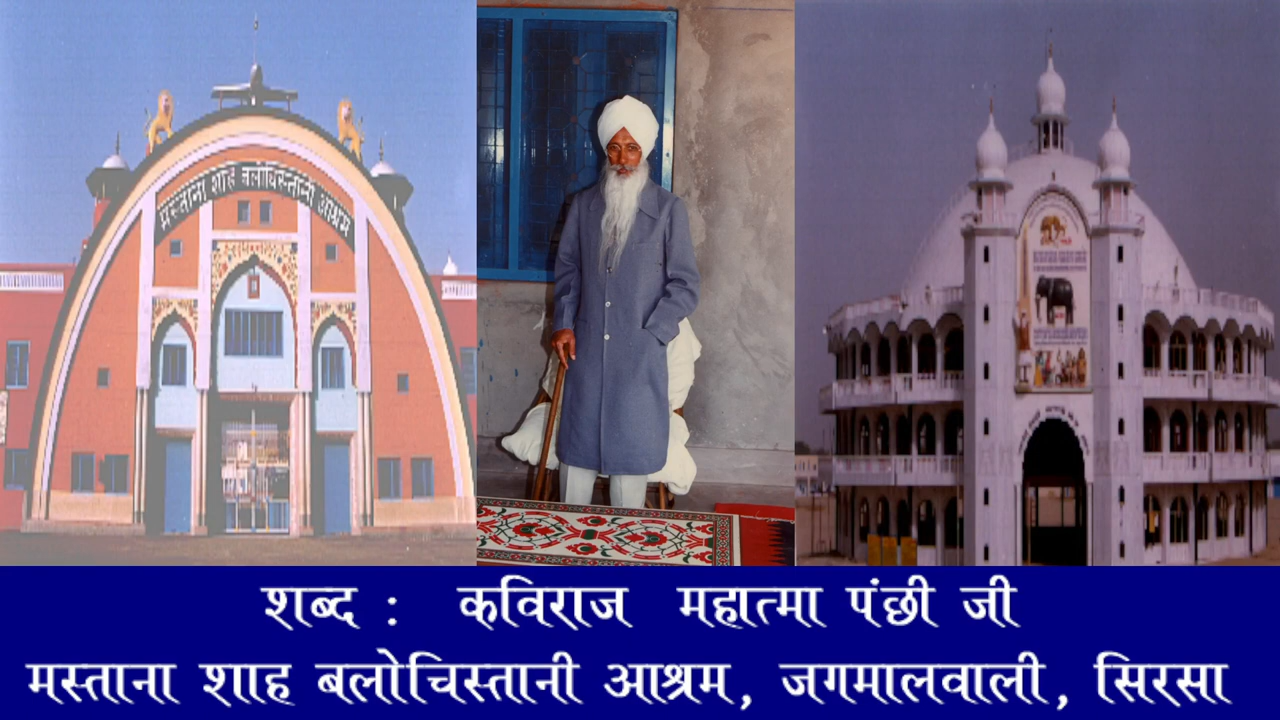 मस्ताना शाह बलोचिस्तानी आश्रम
शब्द : कविराज महात्मा पंछी जी
मस्ताना शाह बलोचिस्तानी आश्रम, जगमालवाली, सिरसा